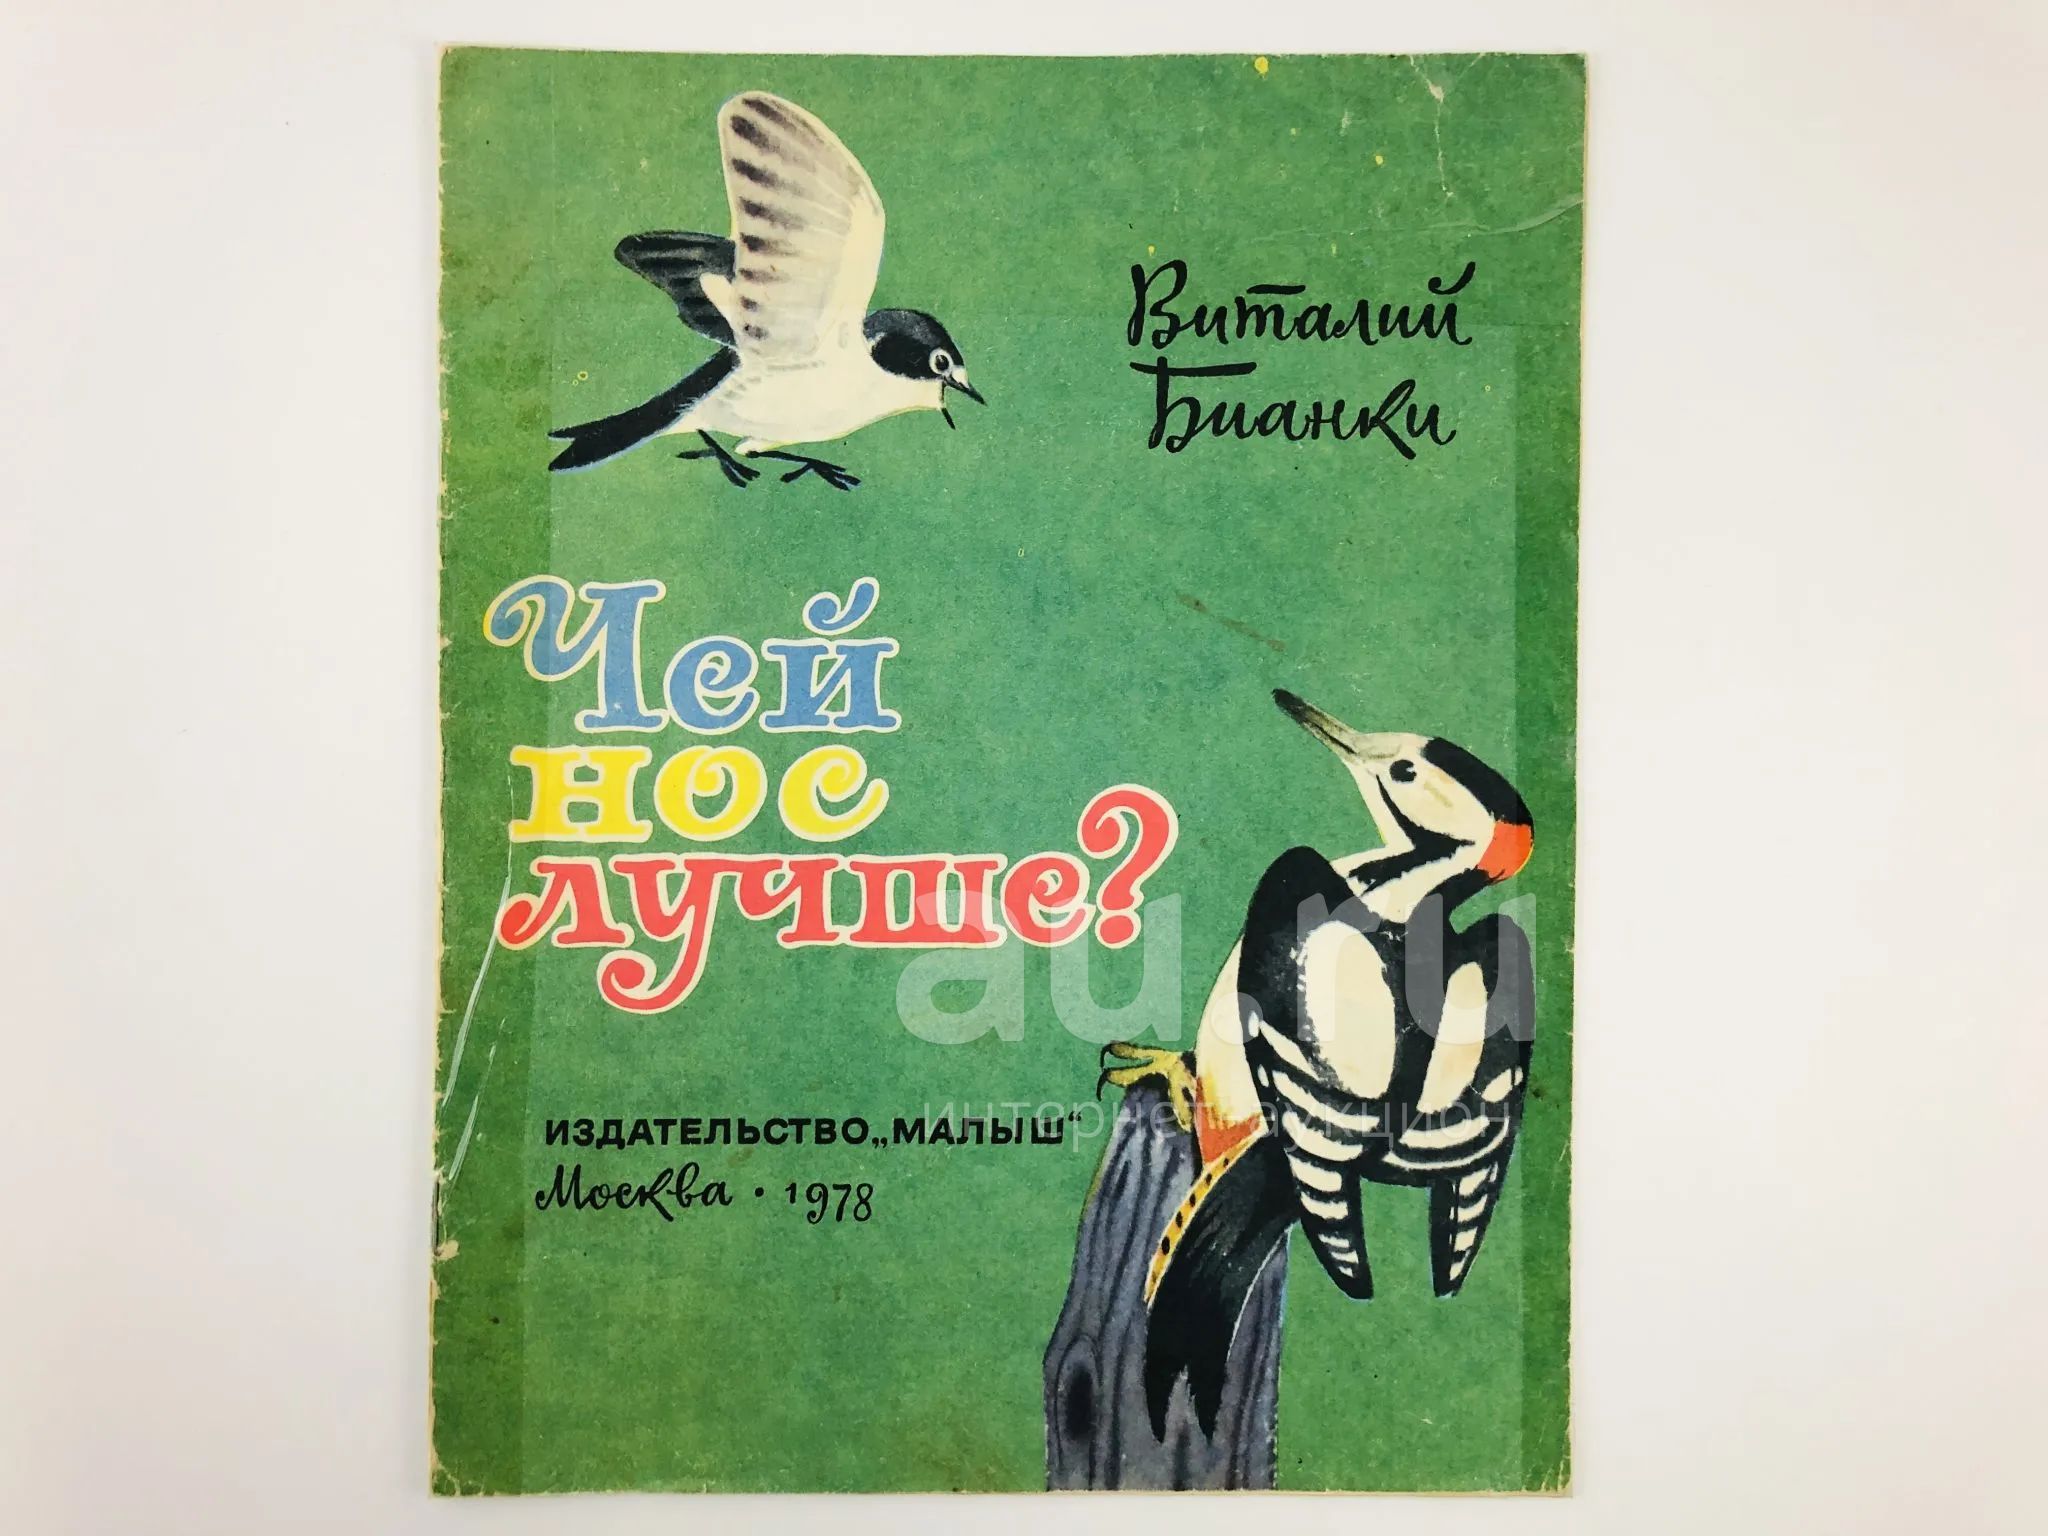 Виталий
Бианки
Чей
нос
лучше?
au.ru
интернет-аукцион
ИЗДАТЕЛЬСТВО „МАЛЫШ“
Москва • 1978